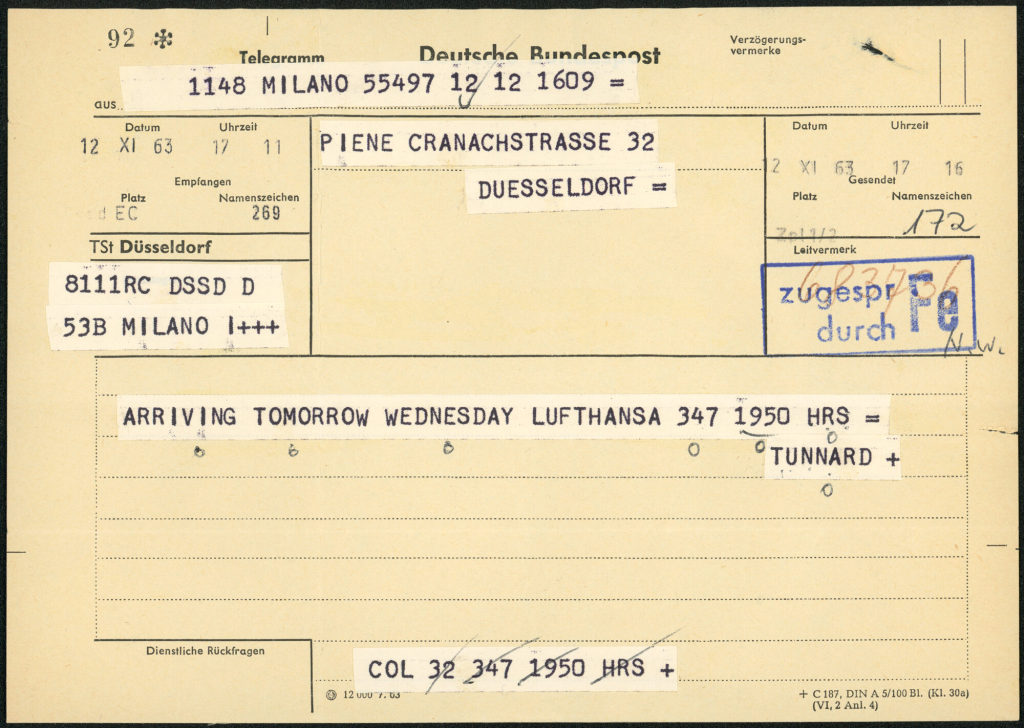 92 ✻
Telegramm
Deutsche Bundespost
Verzögerungs-
vermerke
aus
1148 MILANO 55497 12/12 1609 =
Datum Uhrzeit
12 XI 63 17 11
Empfangen
Platz Namenszeichen
EC 269
TSt Düsseldorf
8111RC DSSD D
53B MILANO I+++
PIENE CRANACHSTRASSE 32
DUESSELDORF =
Datum Uhrzeit
12 XI 63 17 16
Gesendet
Platz Namenszeichen
172
Leitvermerk
zugespr
durch
Fe
N.W.
ARRIVING TOMORROW WEDNESDAY LUFTHANSA 347 1950 HRS =
TUNNARD +
Dienstliche Rückfragen
COL 32 347 1950 HRS +
12 000 7. 63
+ C 187, DIN A 5/100 Bl. (Kl. 30a)
(VI, 2 Anl. 4)